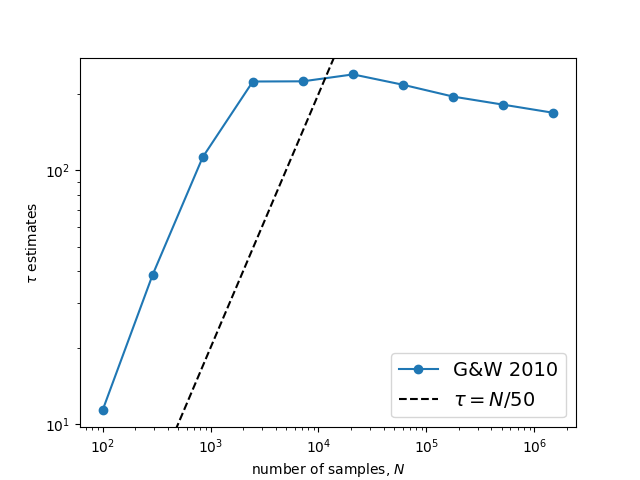 10²
10¹
τ estimates
10² 10³ 10⁴ 10⁵ 10⁶
number of samples, N
G&W 2010
τ = N/50